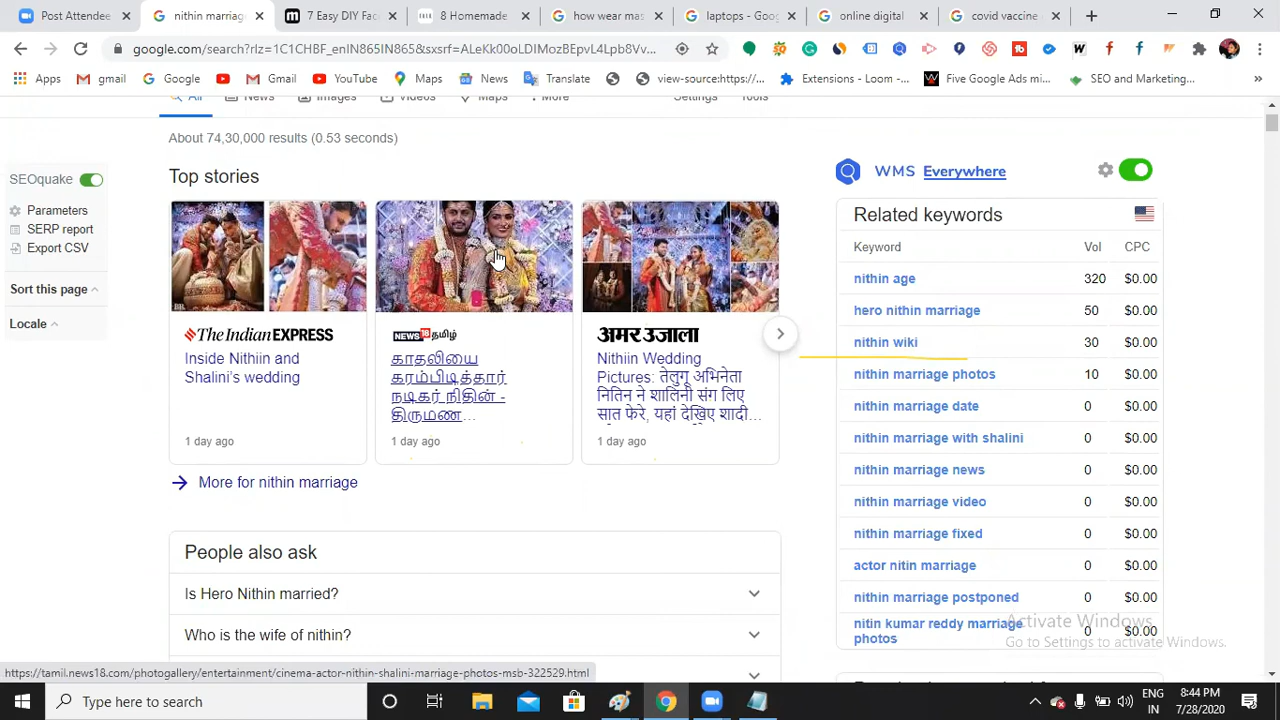 Post Attendee
nithin marriag
7 Easy DIY Fac
8 Homemade
how wear mas
laptops - Goog
online digital
covid vaccine
google.com/search?rlz=1C1CHBF_enIN865IN865&sxsrf=ALeKk00oLDIMozBEpvL4Lpb8Vv...
Apps
gmail
Google
YouTube
Gmail
YouTube
Maps
News
Translate
view-source:https:/...
Extensions - Loom -...
Five Google Ads mi...
SEO and Marketing...
»
All
News
Images
Videos
Maps
More
Settings
Tools
About 74,30,000 results (0.53 seconds)
SEOquake
Parameters
SERP report
Export CSV
Sort this page
Locale
Top stories
The Indian EXPRESS
Inside Nithiin and
Shalini's wedding
1 day ago
NEWS18 தமிழ்
காதலியை
கரம்பிடித்தார்
நடிகர் நிதின் -
திருமண...
1 day ago
अमर उजाला
Nithiin Wedding
Pictures: तेलुगू अभिनेता
नितिन ने शालिनी संग लिए
सात फेरे, यहां देखिए शादी...
1 day ago
More for nithin marriage
People also ask
Is Hero Nithin married?
Who is the wife of nithin?
WMS Everywhere
Related keywords
Keyword Vol CPC
nithin age 320 $0.00
hero nithin marriage 50 $0.00
nithin wiki 30 $0.00
nithin marriage photos 10 $0.00
nithin marriage date 0 $0.00
nithin marriage with shalini 0 $0.00
nithin marriage news 0 $0.00
nithin marriage video 0 $0.00
nithin marriage fixed 0 $0.00
actor nitin marriage 0 $0.00
nithin marriage postponed 0 $0.00
nitin kumar reddy marriage
photos 0 $0.00
Activate Windows
Go to Settings to activate Windows.
https://tamil.news18.com/photogallery/entertainment/cinema-actor-nithin-shalini-marriage-photos-msb-322529.html
Type here to search
ENG
IN
8:44 PM
7/28/2020